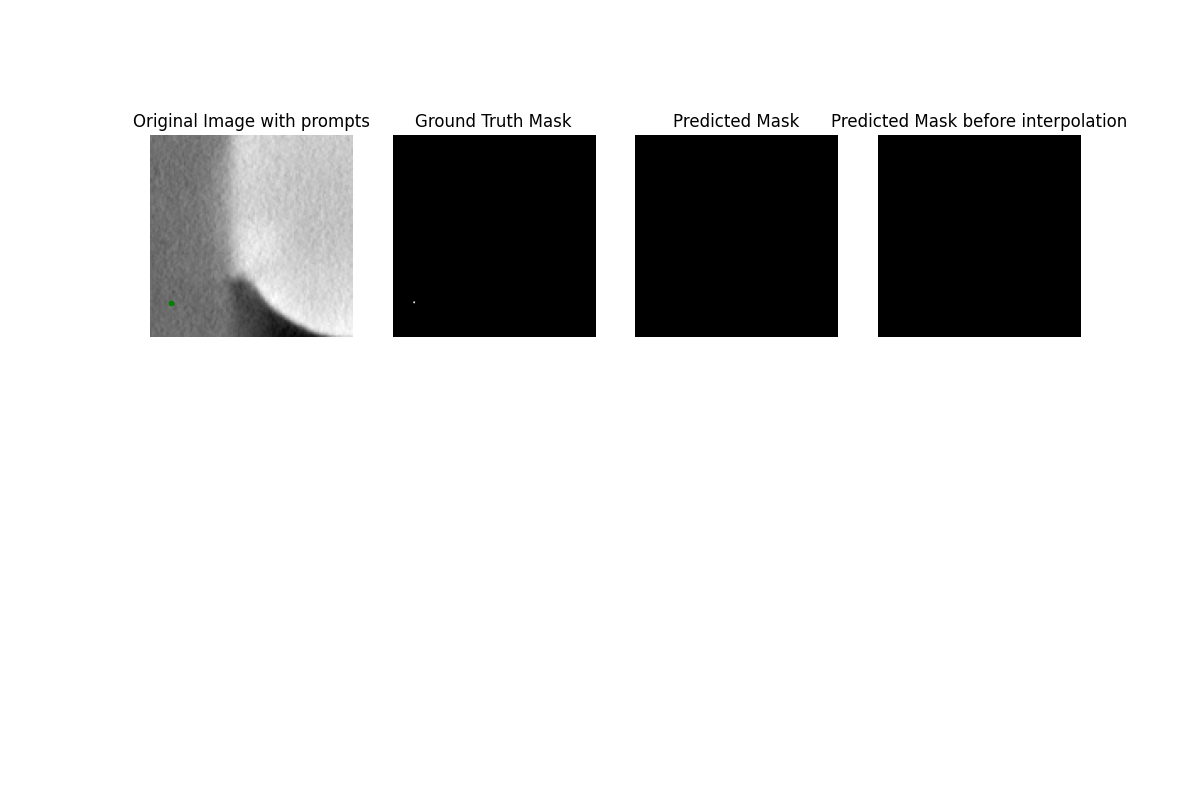 Original Image with prompts
Ground Truth Mask
Predicted Mask
Predicted Mask before interpolation